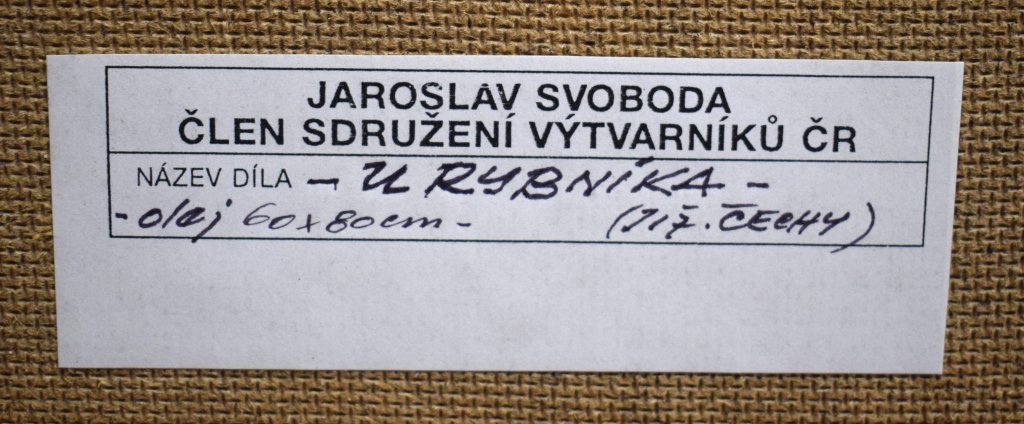 JAROSLAV SVOBODA
ČLEN SDRUŽENÍ VÝTVARNÍKŮ ČR
NÁZEV DÍLA - U RYBNÍKA -
- olej 60x80cm - (JIŽ. ČECHY)